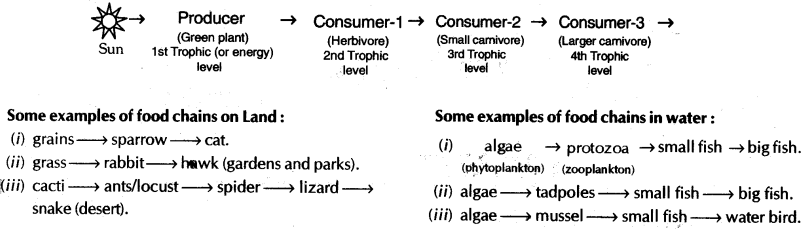 Sun → Producer → Consumer-1 → Consumer-2 → Consumer-3 →
(Green plant) (Herbivore) (Small carnivore) (Larger carnivore)
1st Trophic (or energy) 2nd Trophic 3rd Trophic 4th Trophic
level level level level
Some examples of food chains on Land :
(i) grains → sparrow → cat.
(ii) grass → rabbit → hawk (gardens and parks).
(iii) cacti → ants/locust → spider → lizard →
snake (desert).
Some examples of food chains in water :
(i) algae → protozoa → small fish → big fish.
(phytoplankton) (zooplankton)
(ii) algae → tadpoles → small fish → big fish.
(iii) algae → mussel → small fish → water bird.